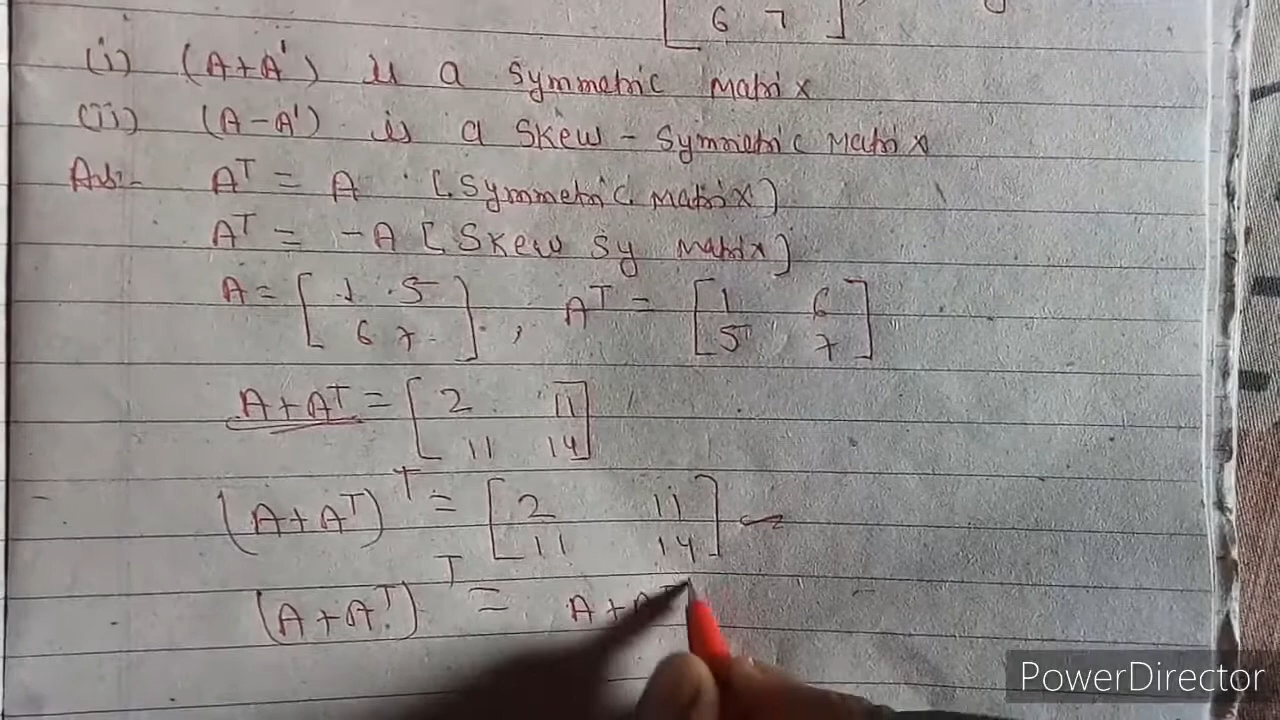 6 7
(i) (A+A') is a Symmetric Matrix
(ii) (A-A') is a Skew-Symmetric Matrix
Ans:- A^T = A [Symmetric Matrix]
A^T = -A [Skew Sy Matrix]
A = [1 5
6 7], A^T = [1 6
5 7]
A+A^T = [2 11
11 14]
(A+A^T)^T = [2 11
11 14]
(A+A^T)^T = A+A^T
PowerDirector